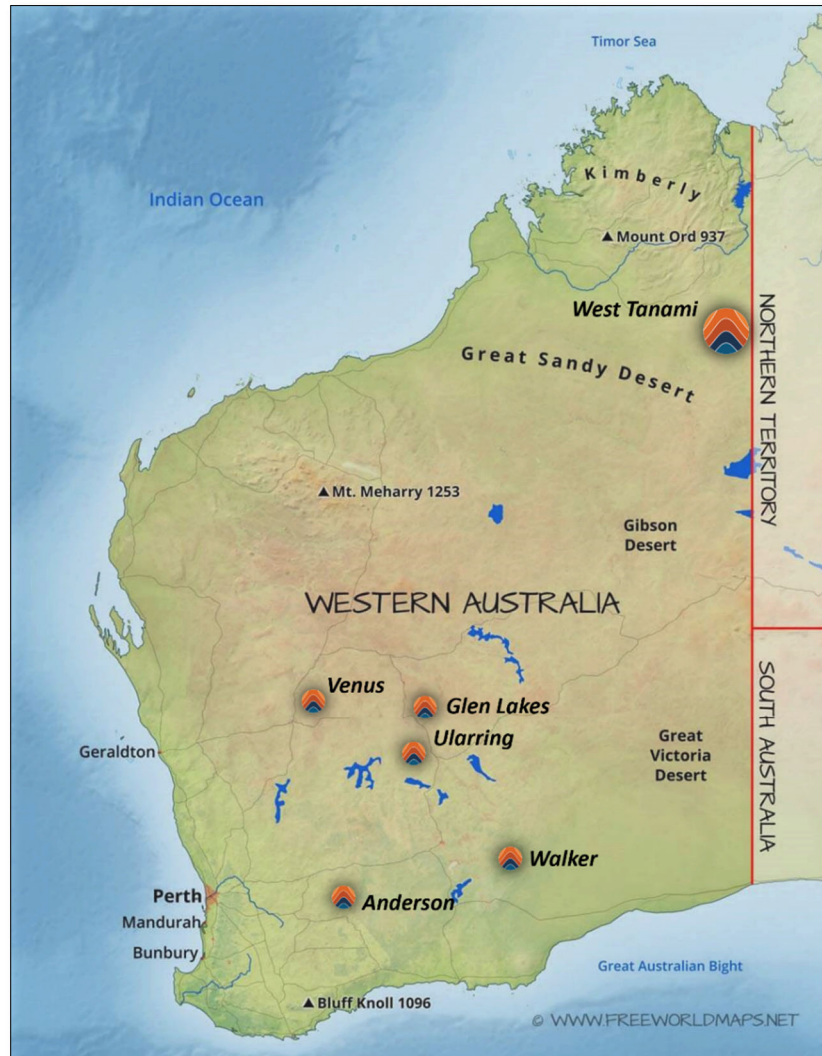 Timor Sea
Indian Ocean
Kimberly
Mount Ord 937
West Tanami
Great Sandy Desert
NORTHERN TERRITORY
Mt. Meharry 1253
Gibson
Desert
WESTERN AUSTRALIA
Venus
Glen Lakes
Ularring
Geraldton
Great
Victoria
Desert
SOUTH AUSTRALIA
Walker
Perth
Anderson
Mandurah
Bunbury
Great Australian Bight
Bluff Knoll 1096
© WWW.FREEWORLDMAPS.NET